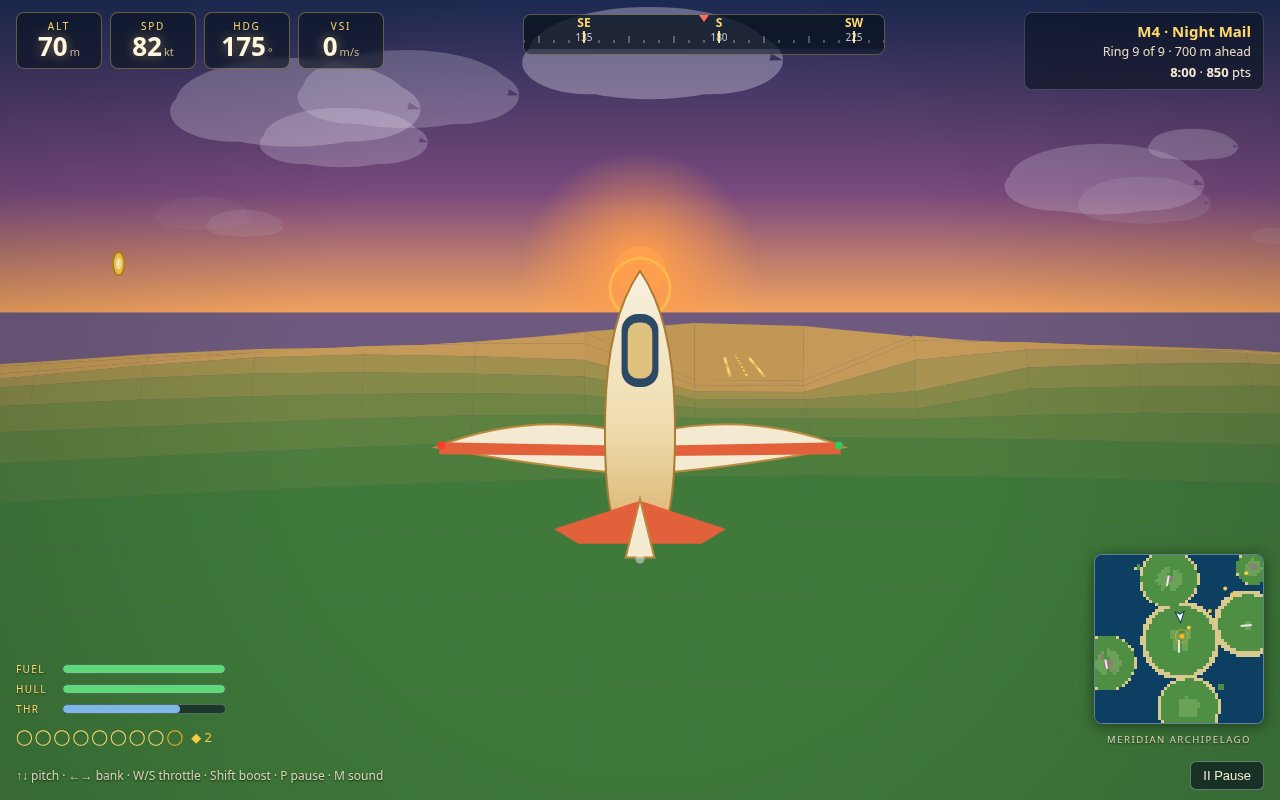 ALT
70 m
SPD
82 kt
HDG
175 °
VSI
0 m/s
SE S SW
135 180 225
M4 · Night Mail
Ring 9 of 9 · 700 m ahead
8:00 · 850 pts
FUEL
HULL
THR
◆ 2
↑↓ pitch · ←→ bank · W/S throttle · Shift boost · P pause · M sound
MERIDIAN ARCHIPELAGO
II Pause